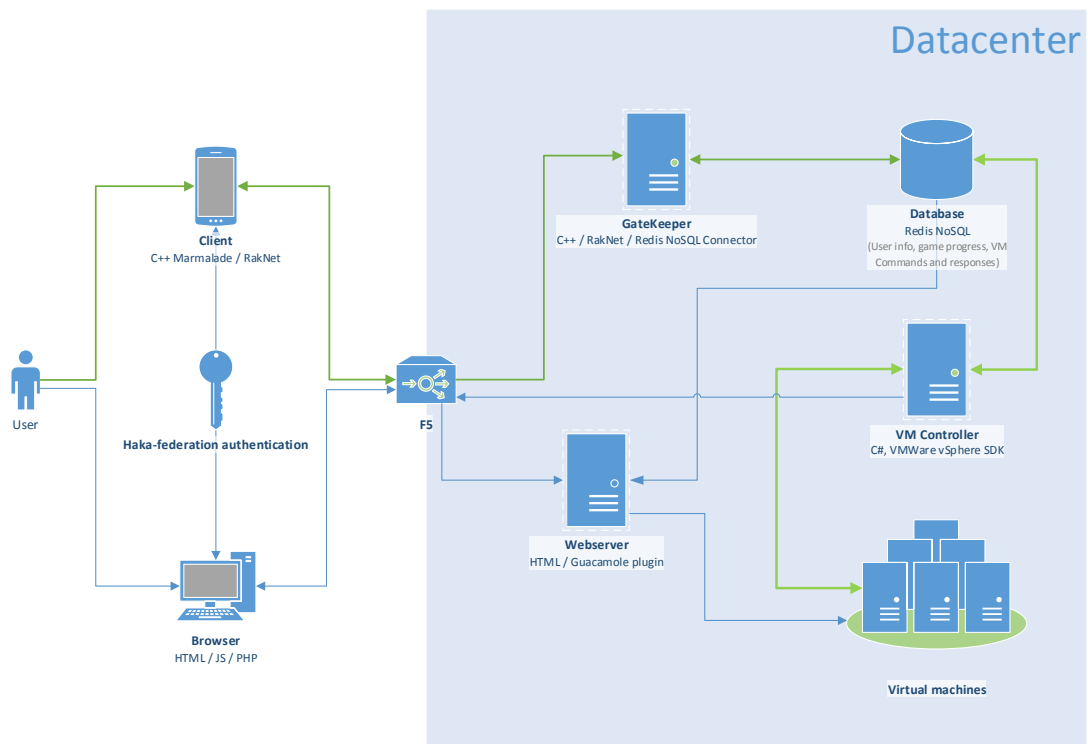 Datacenter
GateKeeper
C++ / RakNet / Redis NoSQL Connector
Database
Redis NoSQL
(User info, game progress, VM
Commands and responses)
Client
C++ Marmalade / RakNet
User
Haka-federation authentication
F5
VM Controller
C#, VMWare vSphere SDK
Webserver
HTML / Guacamole plugin
Browser
HTML / JS / PHP
Virtual machines